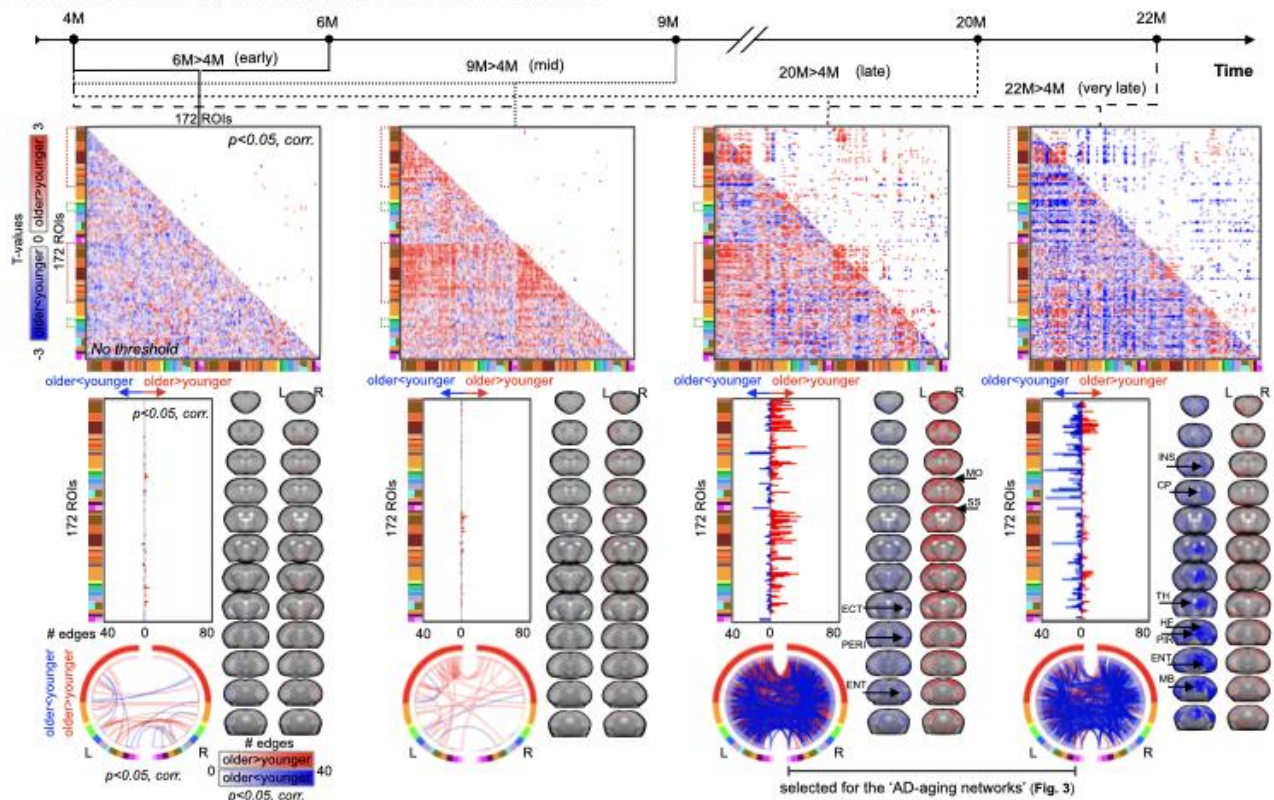 4M 6M 9M 20M 22M
6M>4M (early)
9M>4M (mid)
20M>4M (late)
Time
22M>4M (very late)
172 ROIs
T-values
-3 older<younger 0 older>younger 3
172 ROIs
p<0.05, corr.
No threshold
older<younger older>younger
L R
p<0.05, corr.
172 ROIs
40 0 80
# edges
older<younger
older>younger
L R
p<0.05, corr.
# edges
older>younger
0 40
older<younger
p<0.05, corr.
older<younger older>younger
L R
172 ROIs
40 0 80
L R
older<younger older>younger
L R
172 ROIs
MO
SS
ECT
PERI
ENT
40 0 80
L R
older<younger older>younger
L R
172 ROIs
INS
CP
TH
HF
PIR
ENT
MB
40 0 80
L R
selected for the 'AD-aging networks' (Fig. 3)